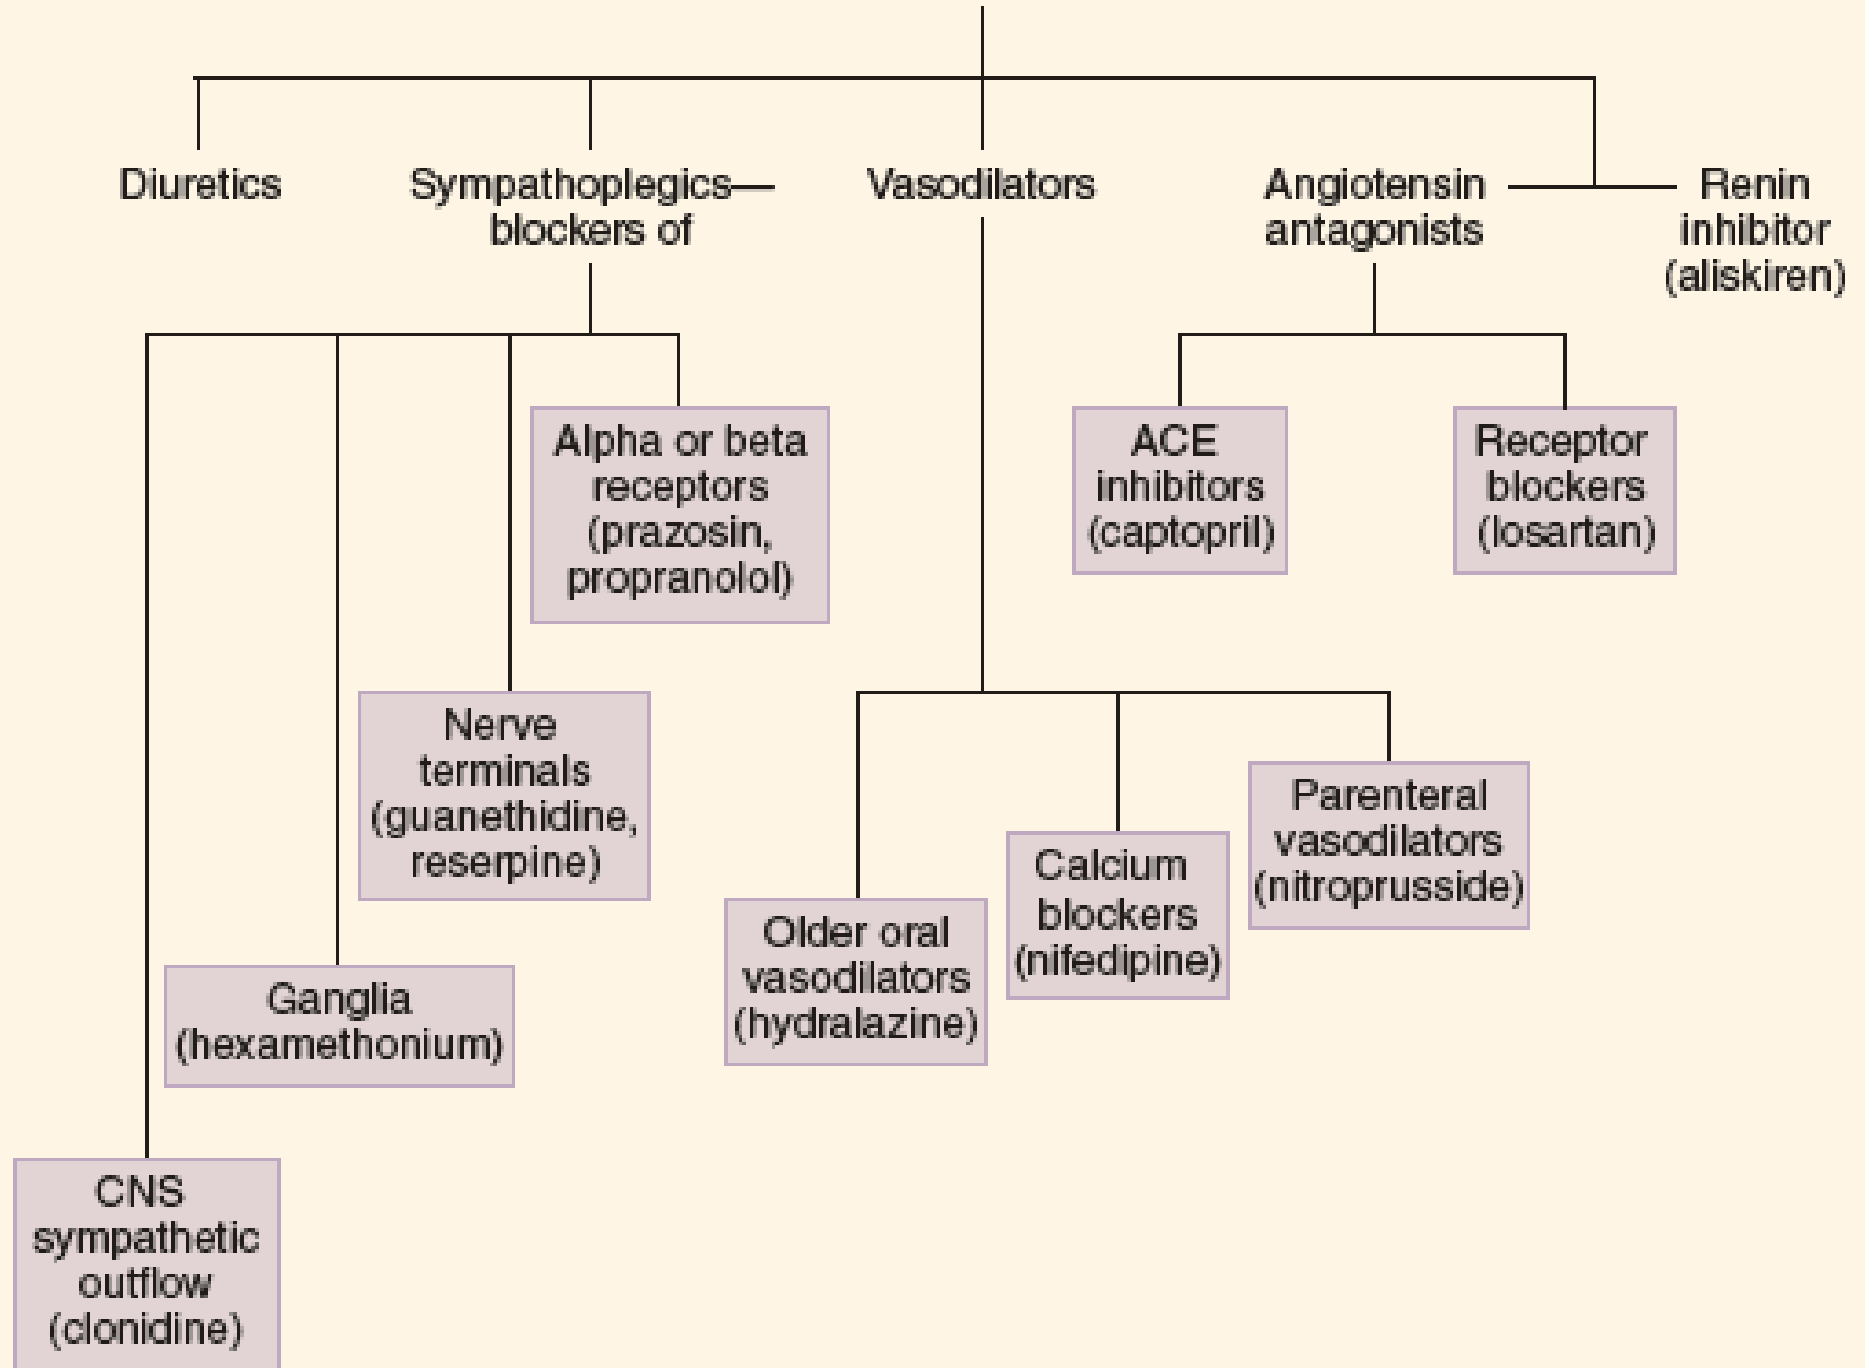 Diuretics
Sympathoplegics—
blockers of
Vasodilators
Angiotensin
antagonists
Renin
inhibitor
(aliskiren)
Alpha or beta
receptors
(prazosin,
propranolol)
ACE
inhibitors
(captopril)
Receptor
blockers
(losartan)
Nerve
terminals
(guanethidine,
reserpine)
Parenteral
vasodilators
(nitroprusside)
Calcium
blockers
(nifedipine)
Older oral
vasodilators
(hydralazine)
Ganglia
(hexamethonium)
CNS
sympathetic
outflow
(clonidine)